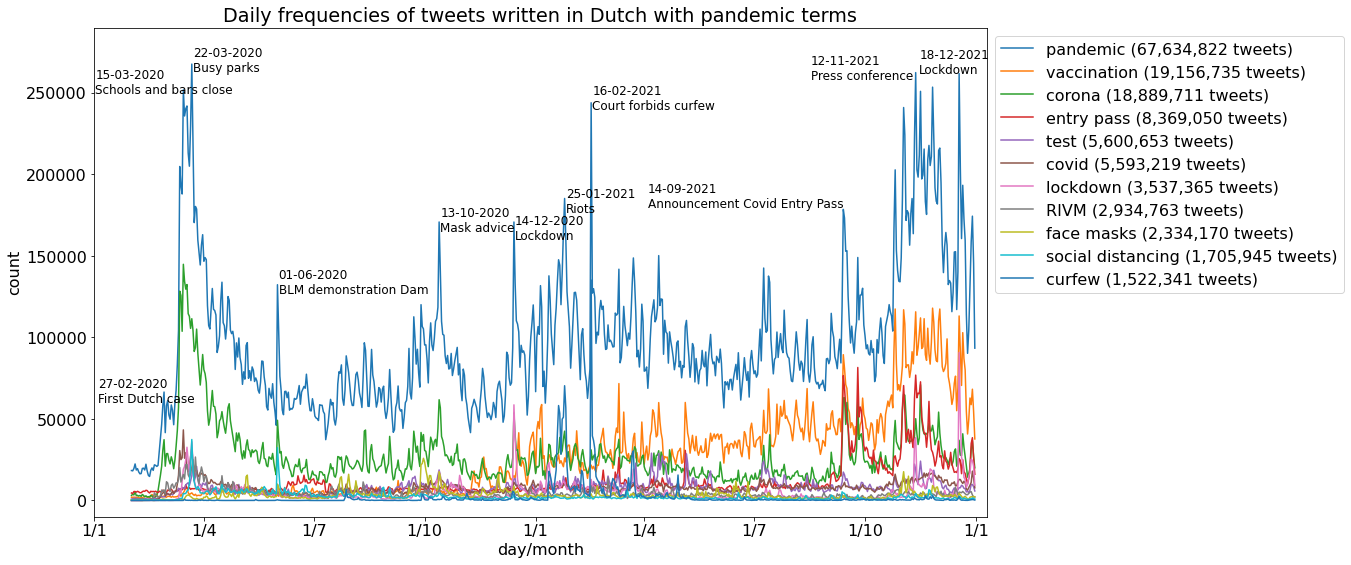 Daily frequencies of tweets written in Dutch with pandemic terms
22-03-2020
Busy parks
15-03-2020
Schools and bars close
12-11-2021
Press conference
18-12-2021
Lockdown
16-02-2021
Court forbids curfew
25-01-2021
Riots
14-09-2021
Announcement Covid Entry Pass
13-10-2020
Mask advice
14-12-2020
Lockdown
01-06-2020
BLM demonstration Dam
27-02-2020
First Dutch case
count
250000
200000
150000
100000
50000
0
1/1
1/4
1/7
1/10
1/1
1/4
1/7
1/10
1/1
day/month
pandemic (67,634,822 tweets)
vaccination (19,156,735 tweets)
corona (18,889,711 tweets)
entry pass (8,369,050 tweets)
test (5,600,653 tweets)
covid (5,593,219 tweets)
lockdown (3,537,365 tweets)
RIVM (2,934,763 tweets)
face masks (2,334,170 tweets)
social distancing (1,705,945 tweets)
curfew (1,522,341 tweets)